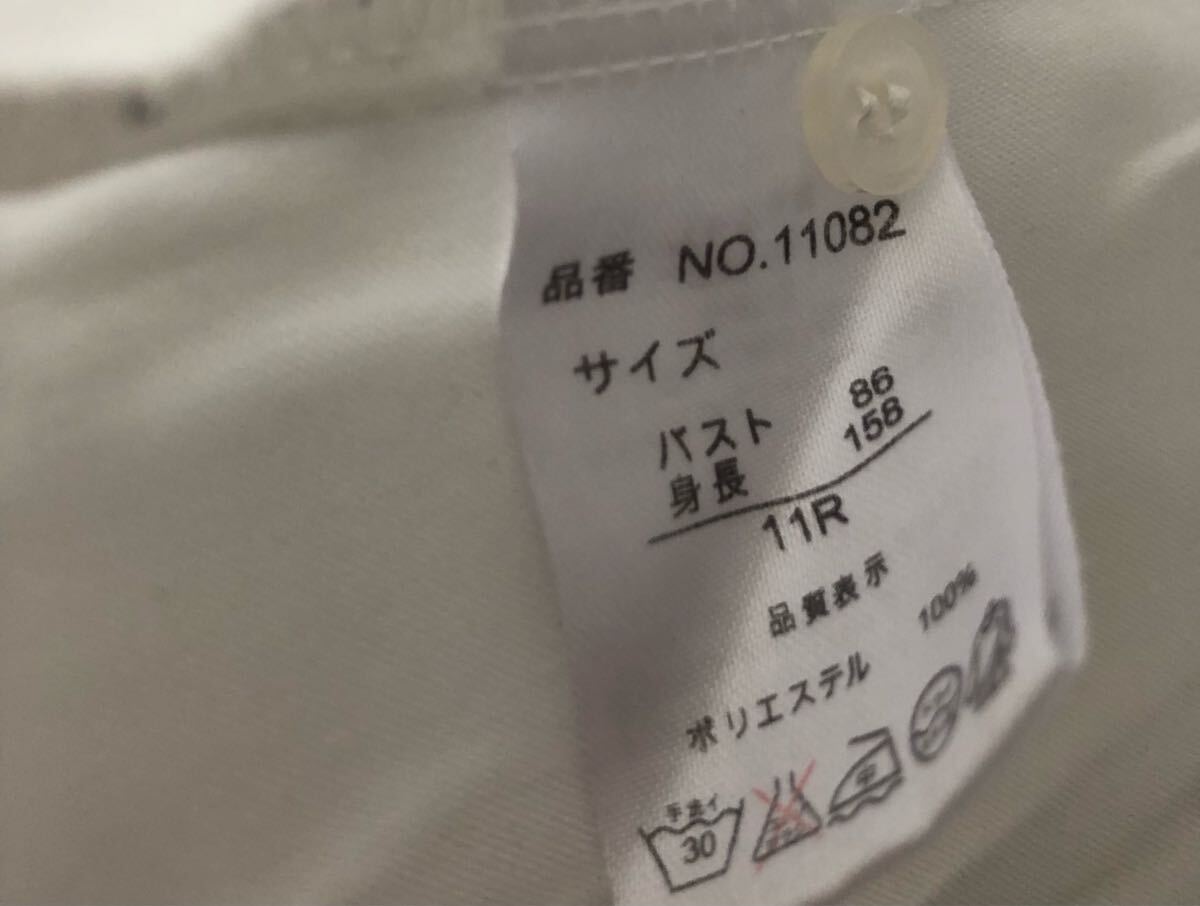 品番 NO.11082
サイズ
バスト 86
身長 158
11R
品質表示
ポリエステル 100%
手洗イ
30
中